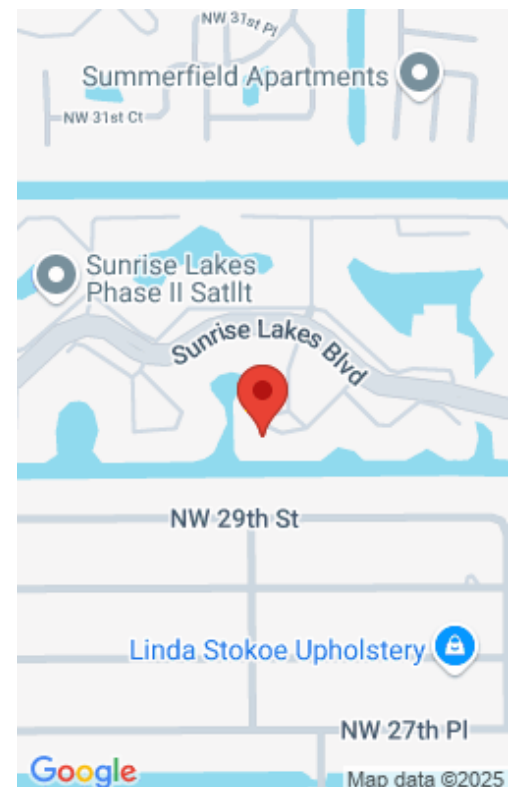 NW 31st Pl
Summerfield Apartments
NW 31st Ct
Sunrise Lakes
Phase II Satllt
Sunrise Lakes Blvd
NW 29th St
Linda Stokoe Upholstery
NW 27th Pl
Google
Map data ©2025